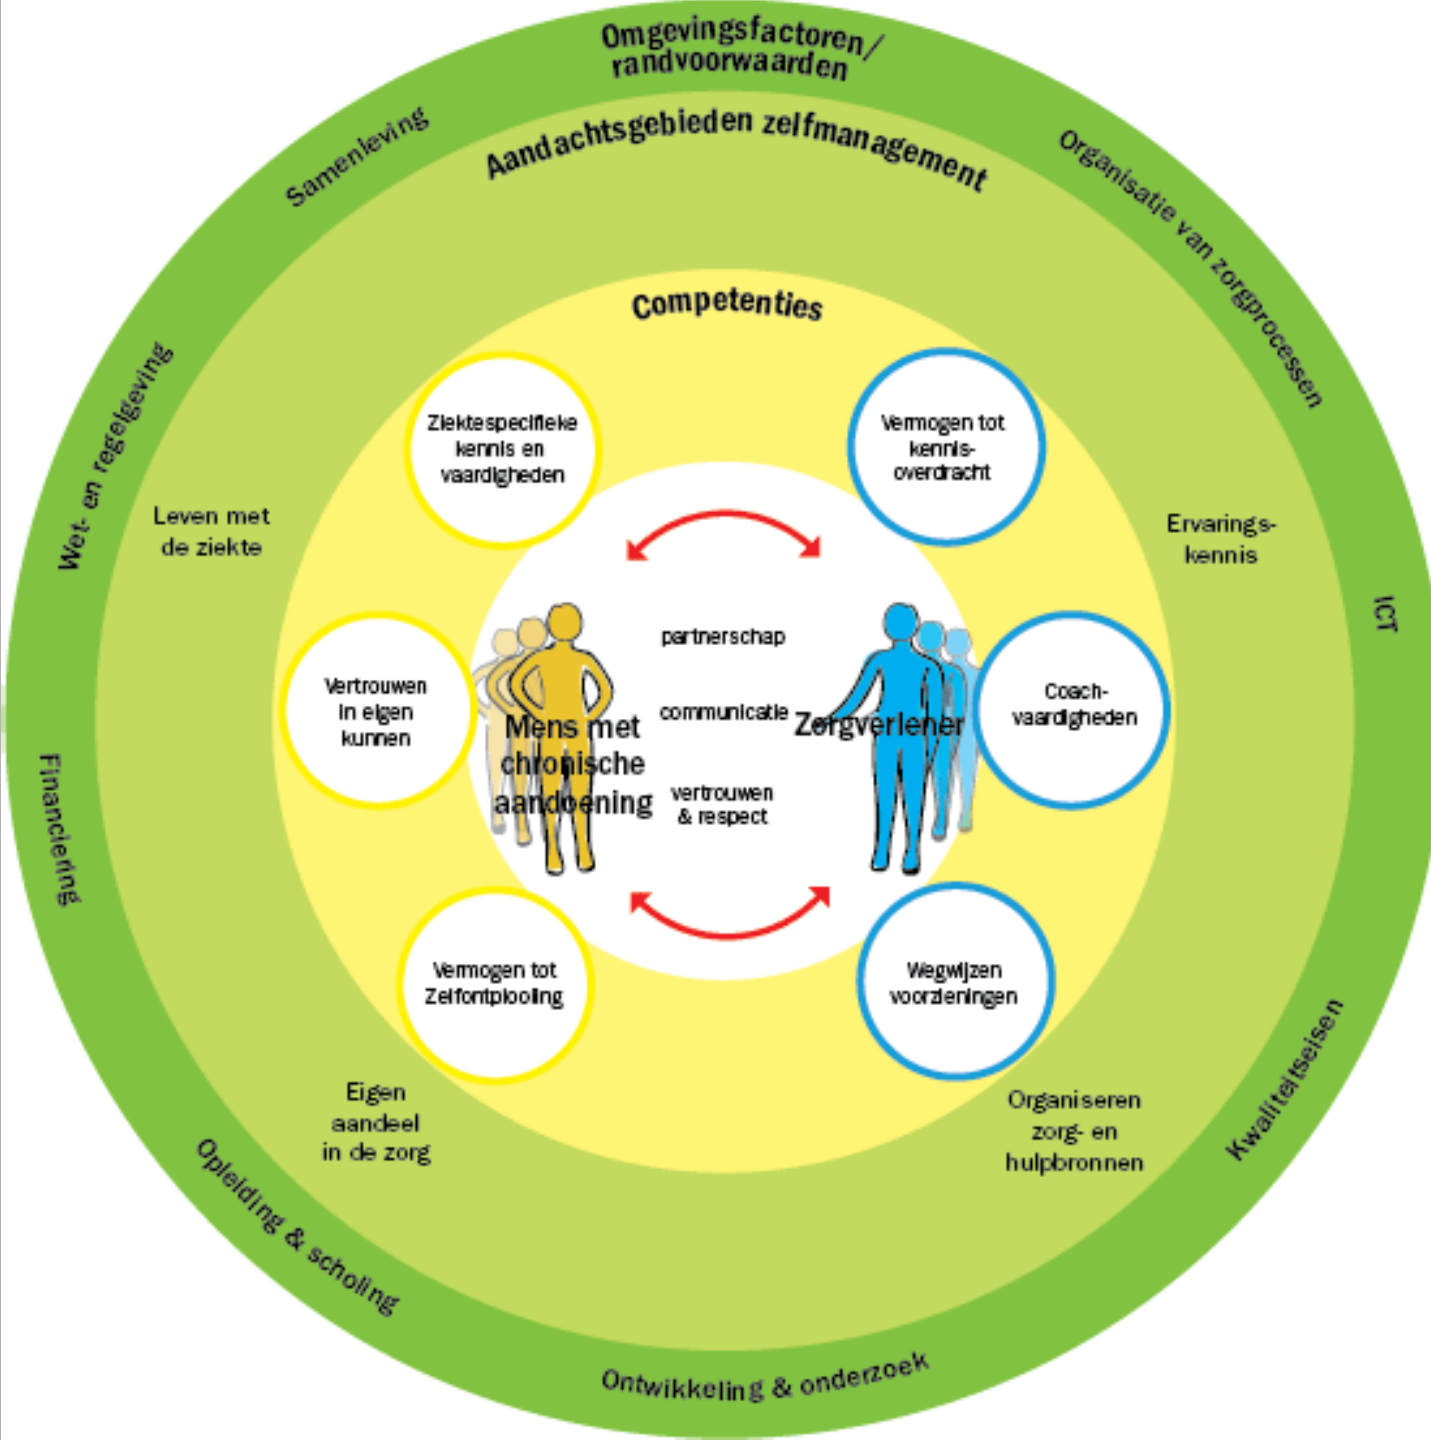 Omgevingsfactoren/
randvoorwaarden
Aandachtsgebieden zelfmanagement
Samenleving
Organisatie van zorgprocessen
Competenties
Wet- en regelgeving
Ziektespecifieke
kennis en
vaardigheden
Vermogen tot
kennis-
overdracht
Leven met
de ziekte
Ervarings-
kennis
ICT
partnerschap
Vertrouwen
in eigen
kunnen
communicatie
Coach-
vaardigheden
Mens met
chronische
aandoening
Zorgverlener
vertrouwen
& respect
Financiering
Vermogen tot
Zelfontplooiing
Wegwijzen
voorzieningen
Kwaliteitseisen
Eigen
aandeel
in de zorg
Organiseren
zorg- en
hulpbronnen
Opleiding & scholing
Ontwikkeling & onderzoek